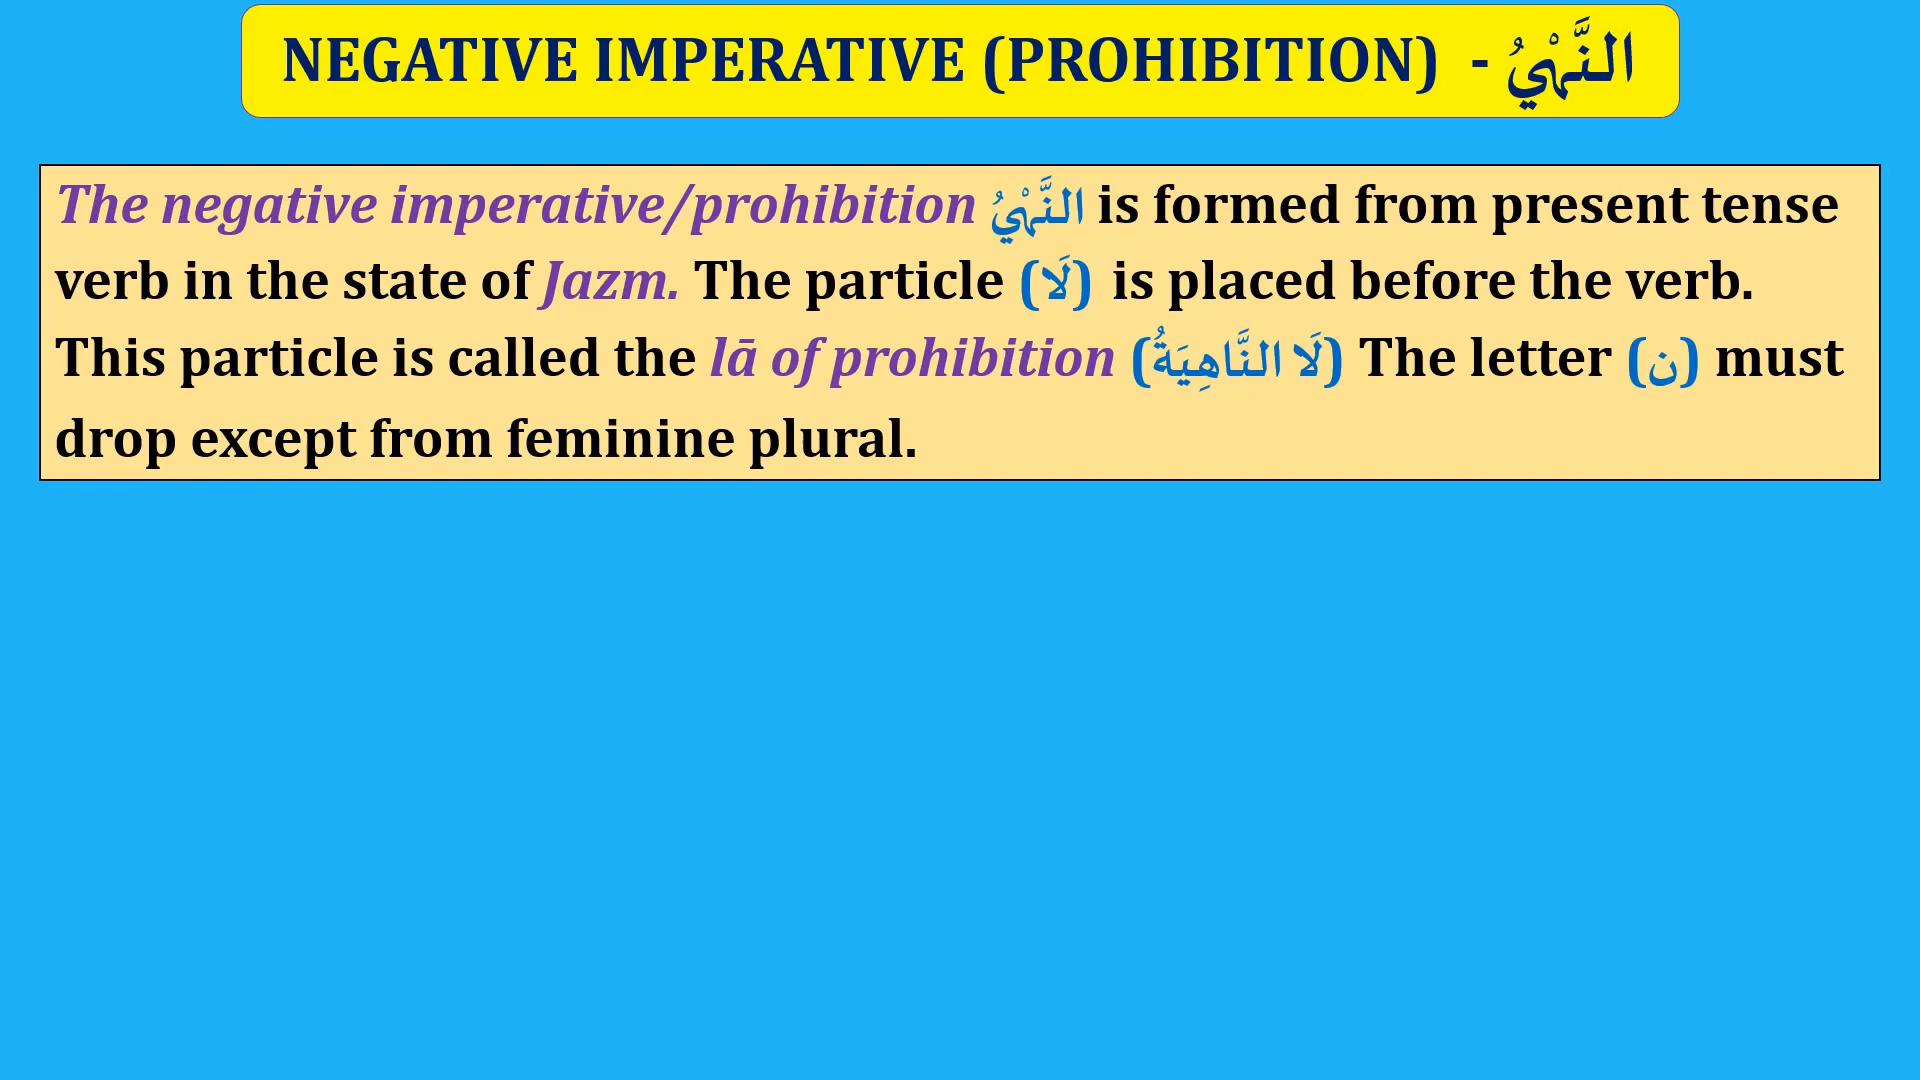 NEGATIVE IMPERATIVE (PROHIBITION) - النَّهْيُ
The negative imperative/prohibition النَّهْيُ is formed from present tense
verb in the state of Jazm. The particle (لَا) is placed before the verb.
This particle is called the lā of prohibition (لَا النَّاهِيَةُ) The letter (ن) must
drop except from feminine plural.